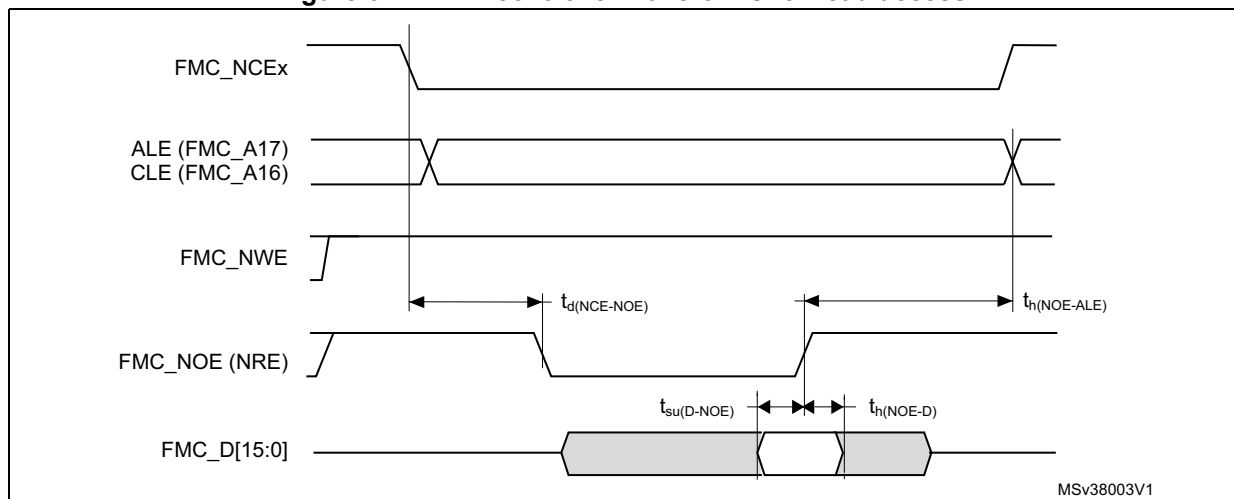 FMC_NCEx
ALE (FMC_A17)
CLE (FMC_A16)
FMC_NWE
td(NCE-NOE)
th(NOE-ALE)
FMC_NOE (NRE)
tsu(D-NOE)
th(NOE-D)
FMC_D[15:0]
MSv38003V1